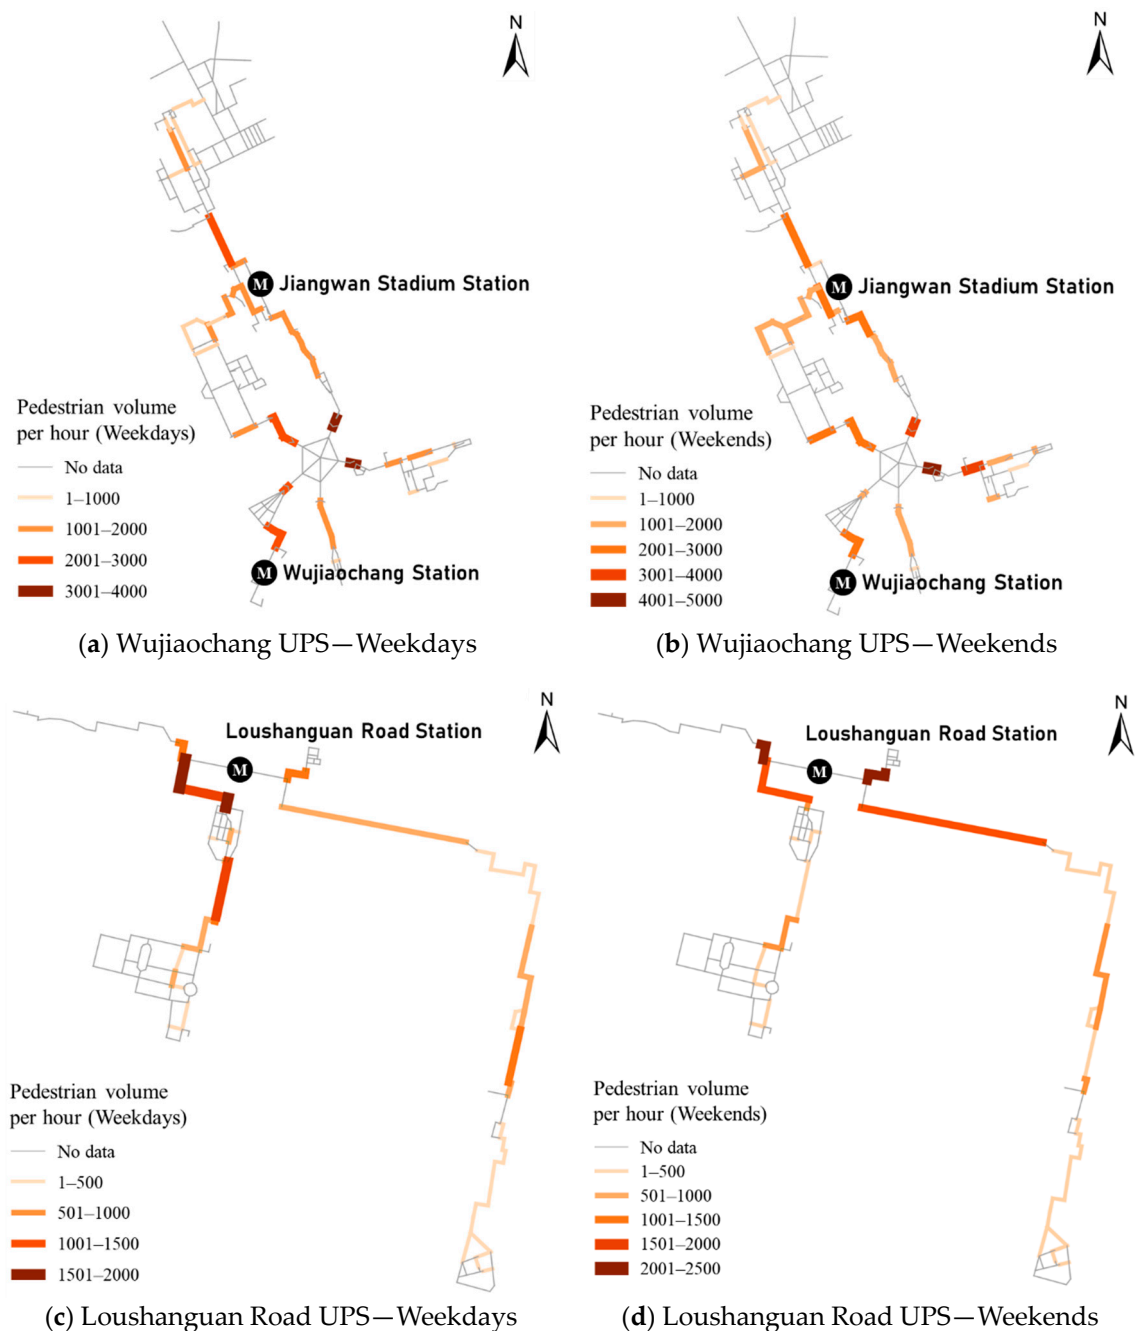 N
M Jiangwan Stadium Station
Pedestrian volume
per hour (Weekdays)
No data
1–1000
1001–2000
2001–3000
3001–4000
M Wujiaochang Station
(a) Wujiaochang UPS—Weekdays
N
M Jiangwan Stadium Station
Pedestrian volume
per hour (Weekends)
No data
1–1000
1001–2000
2001–3000
3001–4000
4001–5000
M Wujiaochang Station
(b) Wujiaochang UPS—Weekends
N
Loushanguan Road Station
M
Pedestrian volume
per hour (Weekdays)
No data
1–500
501–1000
1001–1500
1501–2000
(c) Loushanguan Road UPS—Weekdays
N
Loushanguan Road Station
M
Pedestrian volume
per hour (Weekends)
No data
1–500
501–1000
1001–1500
1501–2000
2001–2500
(d) Loushanguan Road UPS—Weekends